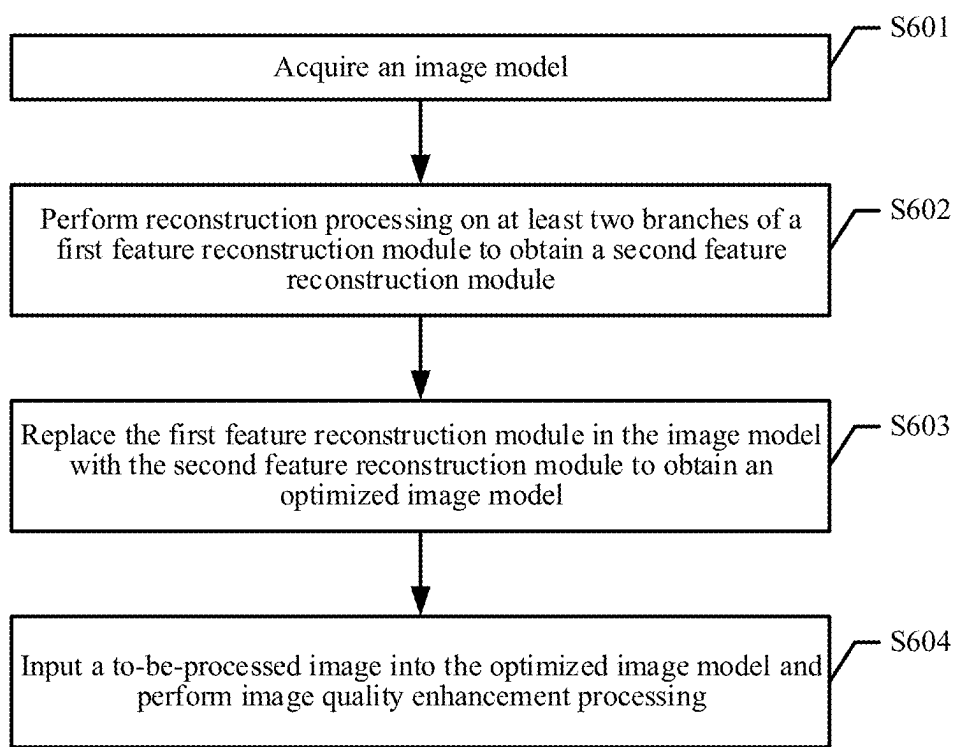 S601
Acquire an image model
S602
Perform reconstruction processing on at least two branches of a
first feature reconstruction module to obtain a second feature
reconstruction module
S603
Replace the first feature reconstruction module in the image model
with the second feature reconstruction module to obtain an
optimized image model
S604
Input a to-be-processed image into the optimized image model and
perform image quality enhancement processing